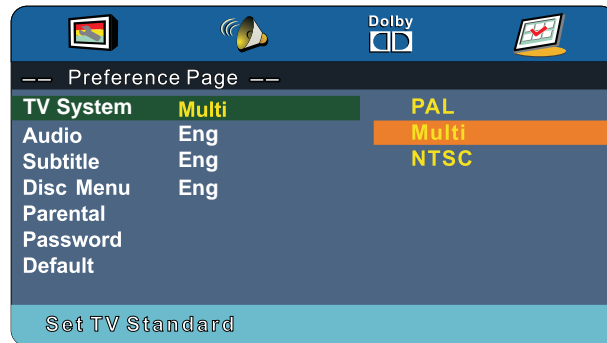 Dolby
-- Preference Page --
TV System Multi PAL
Audio Eng Multi
Subtitle Eng NTSC
Disc Menu Eng
Parental
Password
Default
Set TV Standard